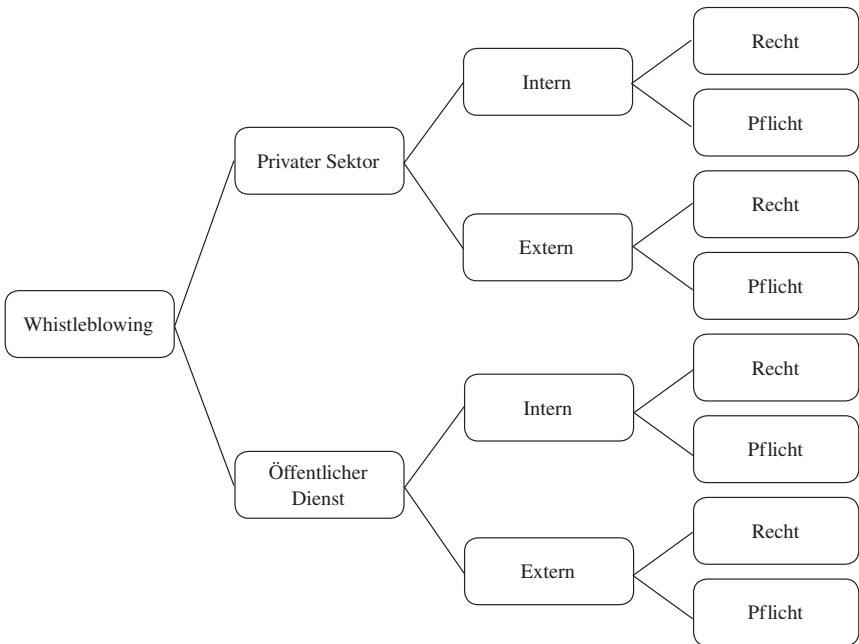 Recht
Intern
Pflicht
Privater Sektor
Recht
Extern
Pflicht
Whistleblowing
Recht
Intern
Pflicht
Öffentlicher
Dienst
Recht
Extern
Pflicht